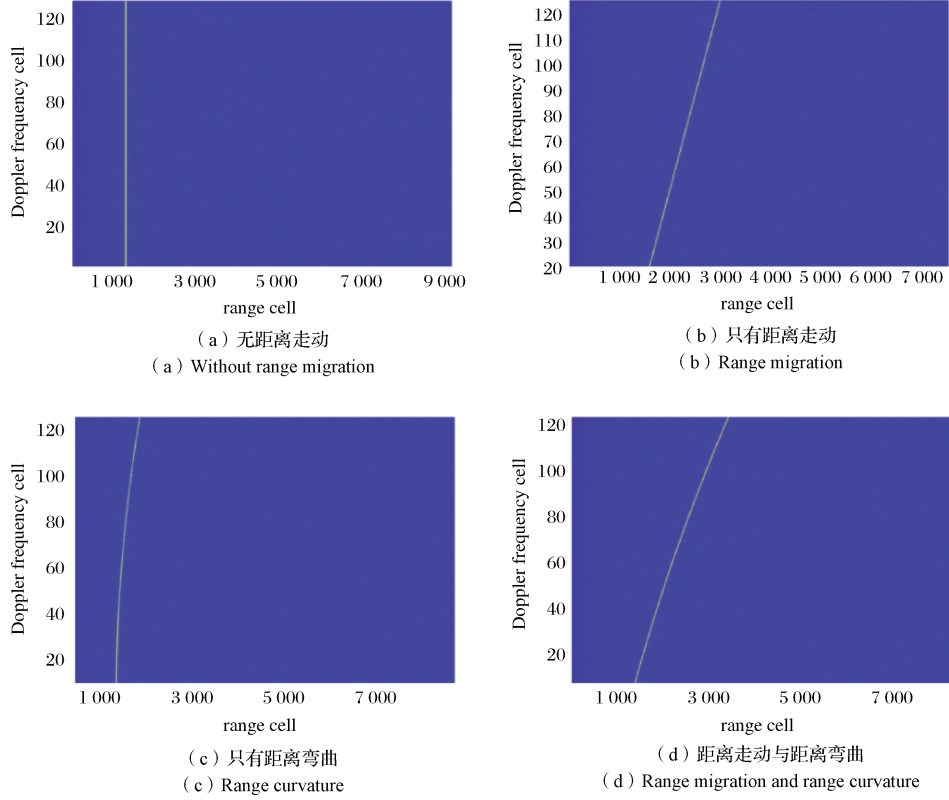 120
100
80
60
40
20
Doppler frequency cell
1 000 3 000 5 000 7 000 9 000
range cell
（a）无距离走动
（a）Without range migration
120
110
100
90
80
70
60
50
40
30
20
Doppler frequency cell
1 000 2 000 3 000 4 000 5 000 6 000 7 000
range cell
（b）只有距离走动
（b）Range migration
120
100
80
60
40
20
Doppler frequency cell
1 000 3 000 5 000 7 000
range cell
（c）只有距离弯曲
（c）Range curvature
120
100
80
60
40
20
Doppler frequency cell
1 000 3 000 5 000 7 000
range cell
（d）距离走动与距离弯曲
（d）Range migration and range curvature